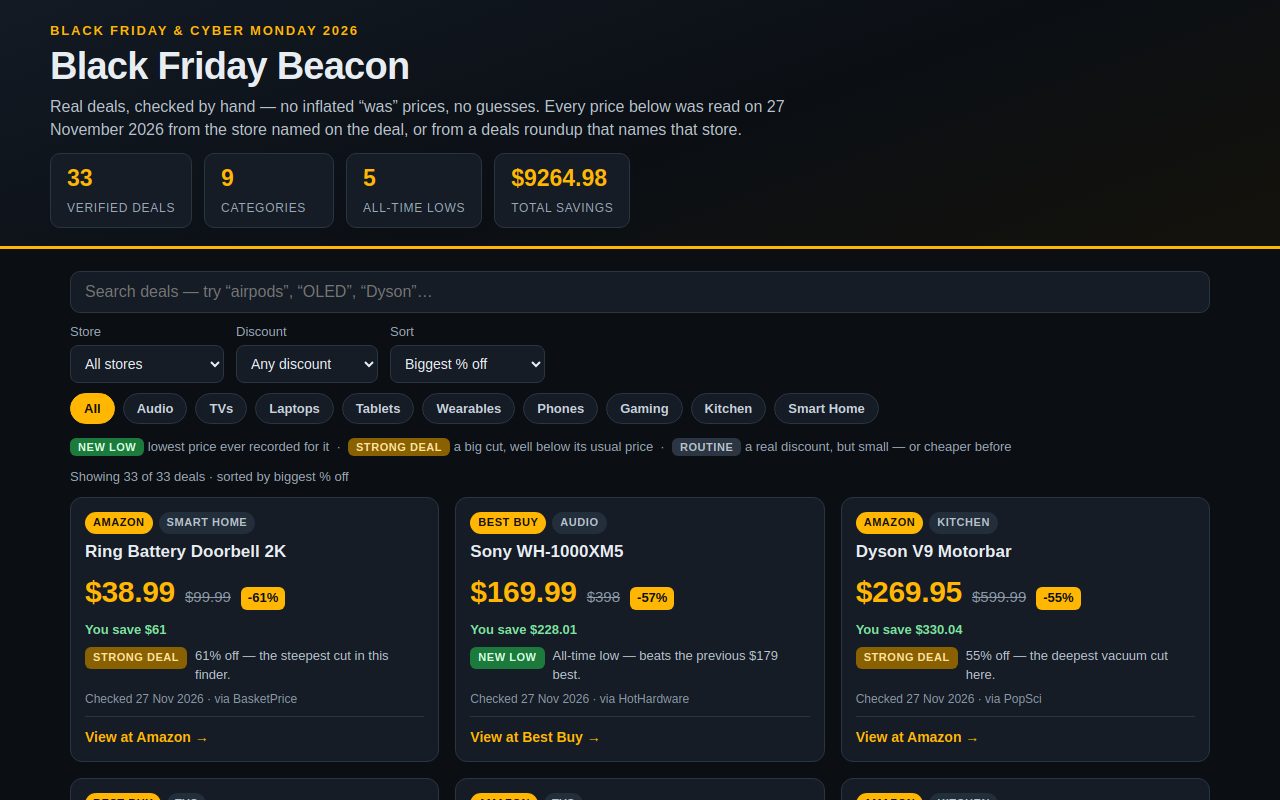 BLACK FRIDAY & CYBER MONDAY 2026
Black Friday Beacon
Real deals, checked by hand — no inflated “was” prices, no guesses. Every price below was read on 27
November 2026 from the store named on the deal, or from a deals roundup that names that store.
33 9 5 $9264.98
VERIFIED DEALS CATEGORIES ALL-TIME LOWS TOTAL SAVINGS
Search deals — try “airpods”, “OLED”, “Dyson”…
Store Discount Sort
All stores Any discount Biggest % off
All Audio TVs Laptops Tablets Wearables Phones Gaming Kitchen Smart Home
NEW LOW lowest price ever recorded for it · STRONG DEAL a big cut, well below its usual price · ROUTINE a real discount, but small — or cheaper before
Showing 33 of 33 deals · sorted by biggest % off
AMAZON SMART HOME
Ring Battery Doorbell 2K
$38.99 $99.99 -61%
You save $61
STRONG DEAL 61% off — the steepest cut in this
finder.
Checked 27 Nov 2026 · via BasketPrice
View at Amazon →
BEST BUY AUDIO
Sony WH-1000XM5
$169.99 $398 -57%
You save $228.01
NEW LOW All-time low — beats the previous $179
best.
Checked 27 Nov 2026 · via HotHardware
View at Best Buy →
AMAZON KITCHEN
Dyson V9 Motorbar
$269.95 $599.99 -55%
You save $330.04
STRONG DEAL 55% off — the deepest vacuum cut
here.
Checked 27 Nov 2026 · via PopSci
View at Amazon →
BEST BUY TVS
AMAZON TVS
AMAZON KITCHEN